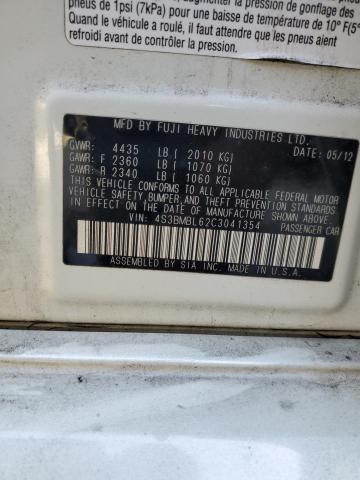 pneus de 1psi (7kPa) pour une baisse de température de 10° F(5°
Quand le véhicule a roulé, il faut attendre que les pneus aient
refroidi avant de contrôler la pression.
MFD BY FUJI HEAVY INDUSTRIES LTD.
GVWR: 4435 LB ( 2010 KG) DATE: 05/12
GAWR: F 2360 LB ( 1070 KG)
GAWR: R 2340 LB ( 1060 KG)
THIS VEHICLE CONFORMS TO ALL APPLICABLE FEDERAL MOTOR
VEHICLE SAFETY, BUMPER, AND THEFT PREVENTION STANDARDS
IN EFFECT ON THE DATE OF MANUFACTURE SHOWN ABOVE.
VIN: 4S3BMBL62C3041354 PASSENGER CAR
ASSEMBLED BY SIA INC. MADE IN U.S.A.